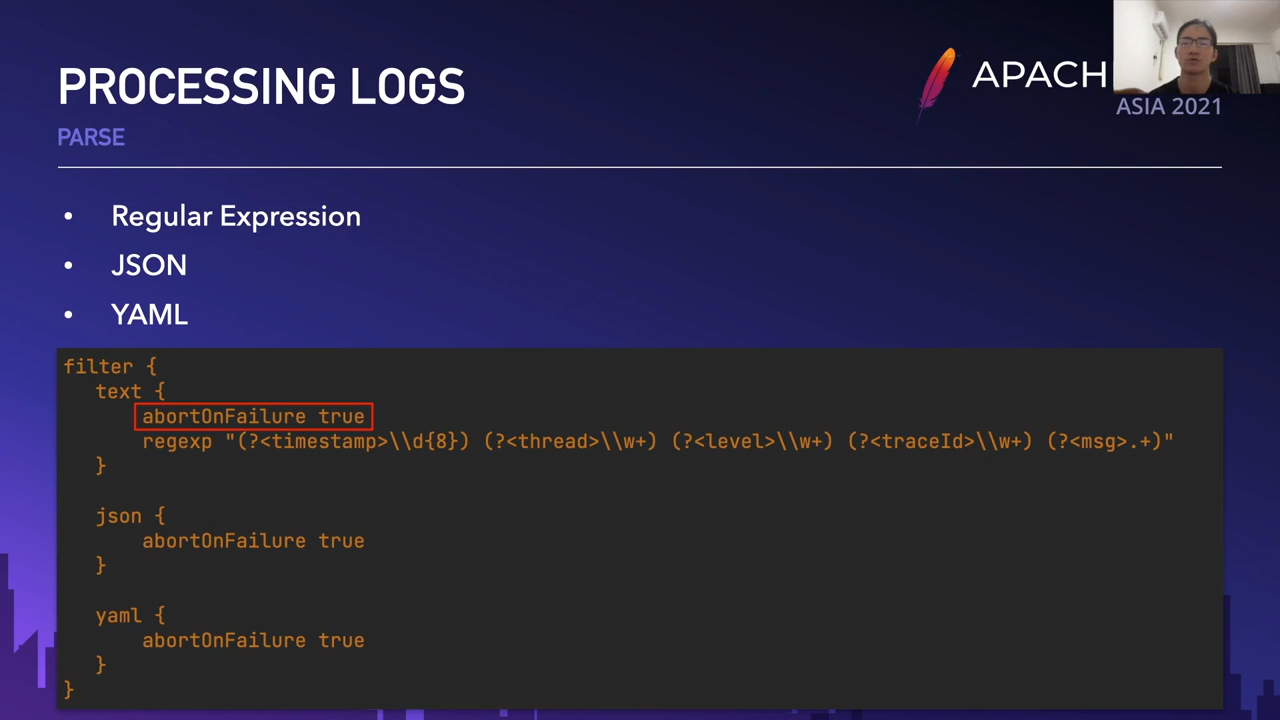 PROCESSING LOGS
PARSE
APACH
ASIA 2021
• Regular Expression
• JSON
• YAML
filter {
text {
abortOnFailure true
regexp "(?<timestamp>\\d{8}) (?<thread>\\w+) (?<level>\\w+) (?<traceId>\\w+) (?<msg>.+)"
}
json {
abortOnFailure true
}
yaml {
abortOnFailure true
}
}